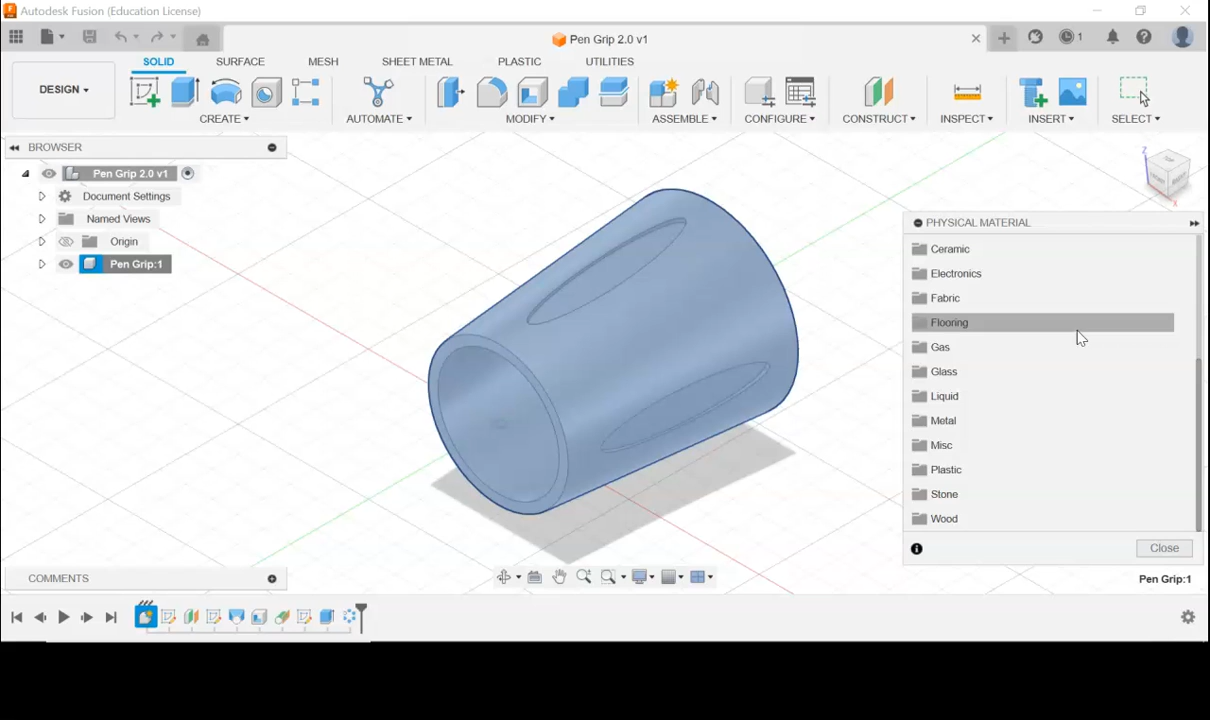 Autodesk Fusion (Education License)
Pen Grip 2.0 v1
1
SOLID
SURFACE
MESH
SHEET METAL
PLASTIC
UTILITIES
DESIGN
CREATE
AUTOMATE
MODIFY
ASSEMBLE
CONFIGURE
CONSTRUCT
INSPECT
INSERT
SELECT
BROWSER
Pen Grip 2.0 v1
Document Settings
Named Views
Origin
Pen Grip:1
Z
X
PHYSICAL MATERIAL
Ceramic
Electronics
Fabric
Flooring
Gas
Glass
Liquid
Metal
Misc
Plastic
Stone
Wood
Close
COMMENTS
Pen Grip:1